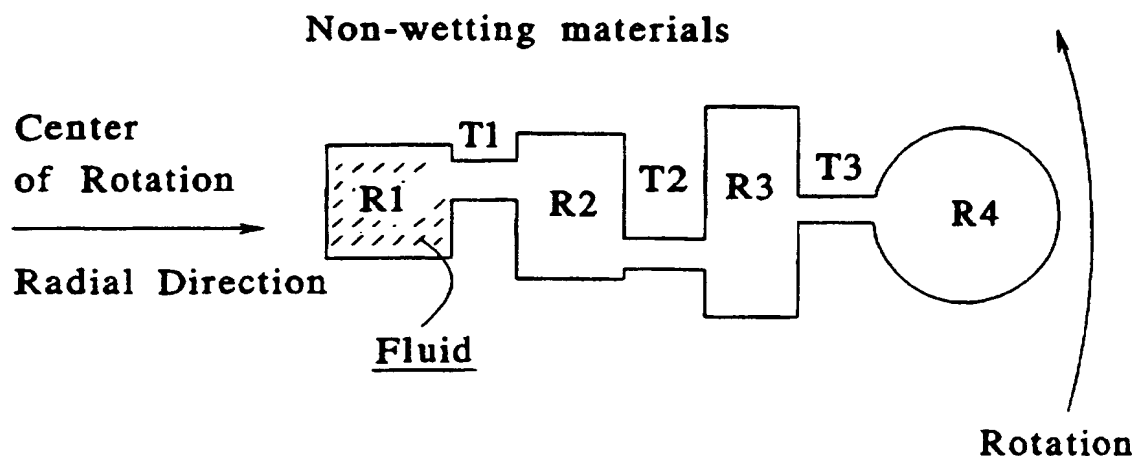 Non-wetting materials
Center
of Rotation
Radial Direction
R1
T1
R2
T2
R3
T3
R4
Fluid
Rotation